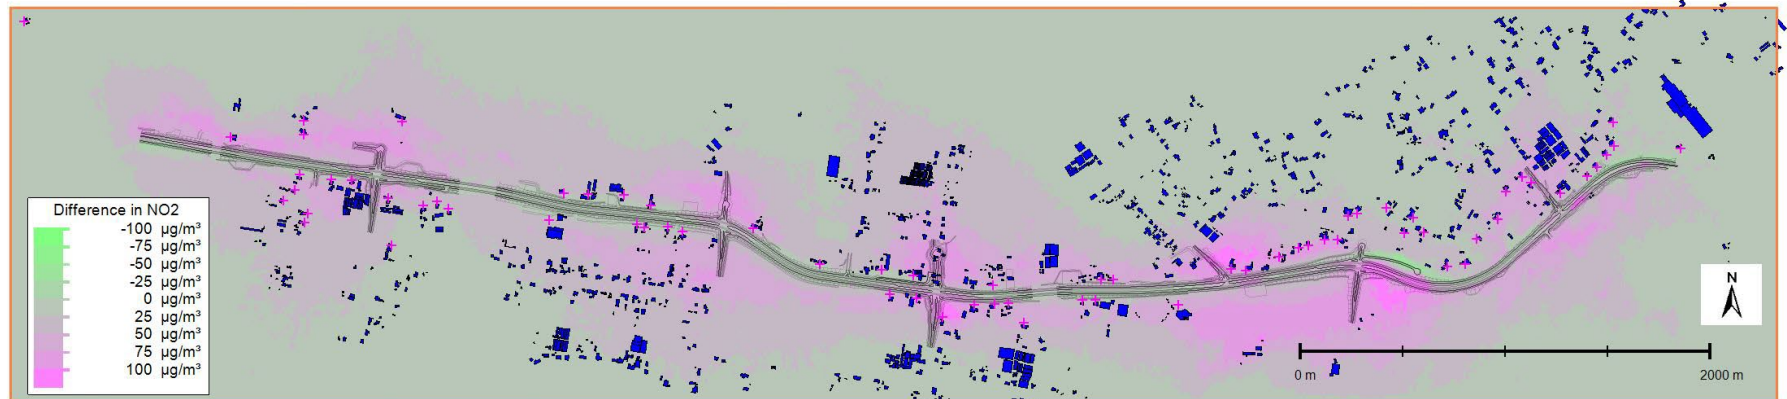 Difference in NO2
-100 µg/m³
-75 µg/m³
-50 µg/m³
-25 µg/m³
0 µg/m³
25 µg/m³
50 µg/m³
75 µg/m³
100 µg/m³
N
0 m 2000 m